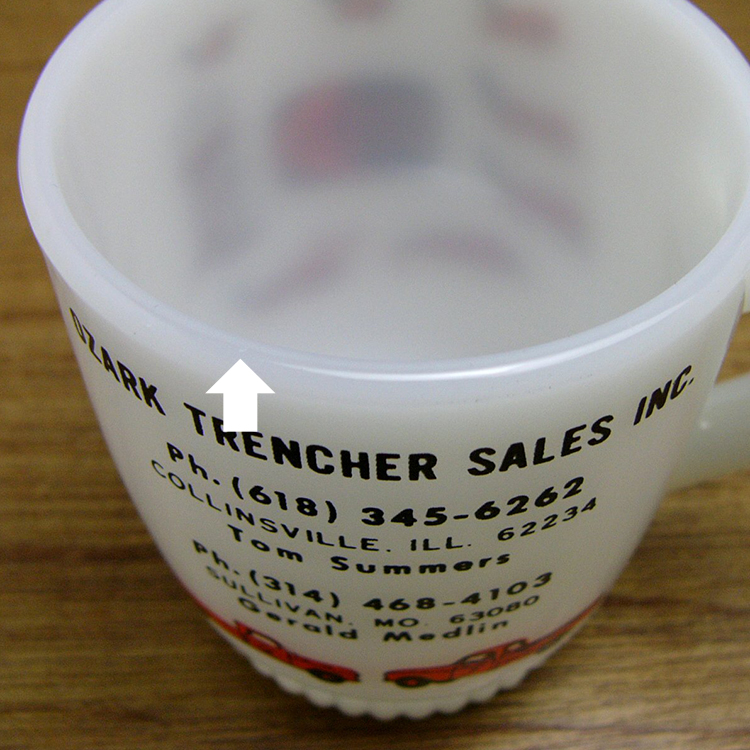 OZARK TRENCHER SALES INC.
Ph. (618) 345-6262
COLLINSVILLE, ILL. 62234
Tom Summers
Ph. (314) 468-4103
SULLIVAN, MO. 63080
Gerald Medlin